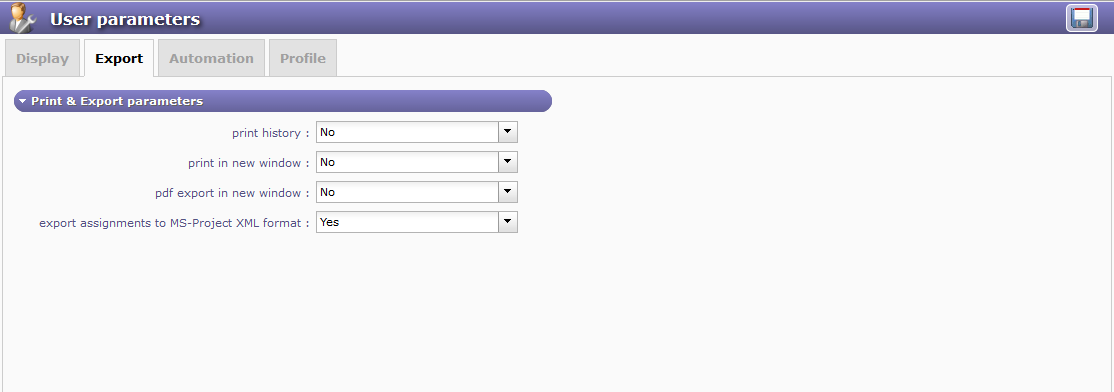 User parameters
Display Export Automation Profile
Print & Export parameters
print history : No
print in new window : No
pdf export in new window : No
export assignments to MS-Project XML format : Yes